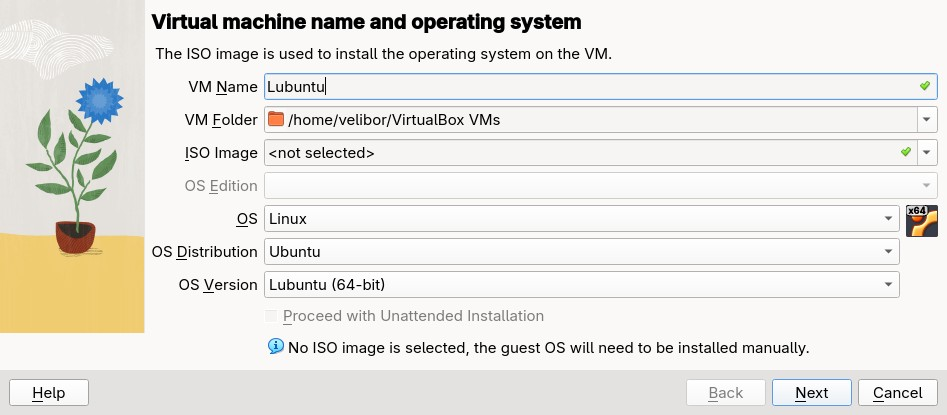 Virtual machine name and operating system
The ISO image is used to install the operating system on the VM.
VM Name Lubuntu
VM Folder /home/velibor/VirtualBox VMs
ISO Image <not selected>
OS Edition
OS Linux x64
OS Distribution Ubuntu
OS Version Lubuntu (64-bit)
Proceed with Unattended Installation
No ISO image is selected, the guest OS will need to be installed manually.
Help Back Next Cancel